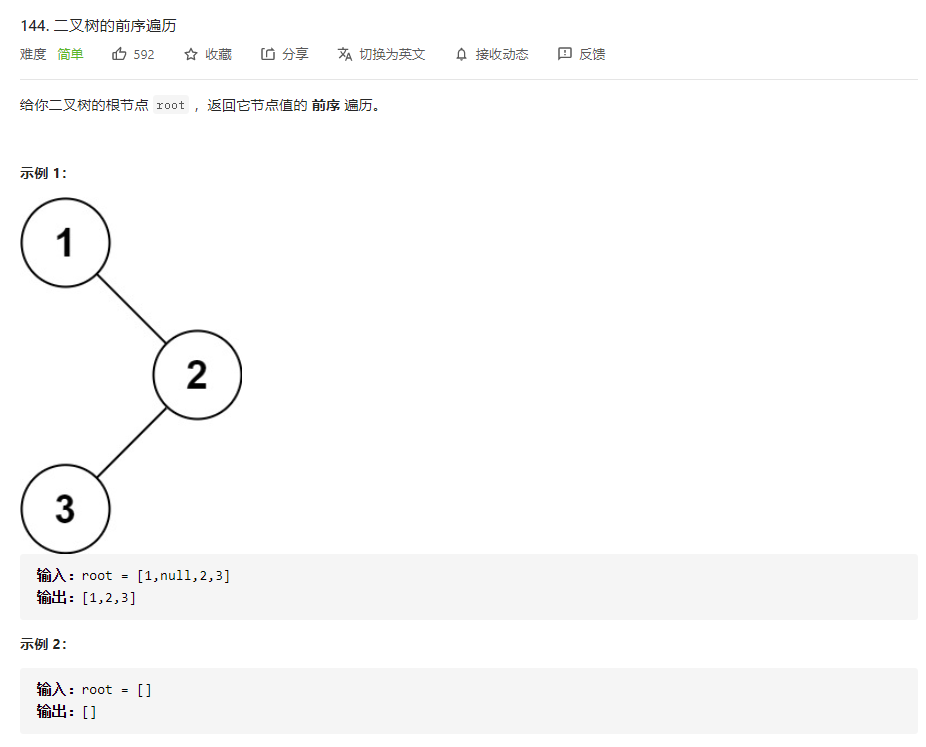 144. 二叉树的前序遍历
难度 简单 592 收藏 分享 切换为英文 接收动态 反馈
给你二叉树的根节点 root ，返回它节点值的 前序 遍历。
示例 1：
1
2
3
输入：root = [1,null,2,3]
输出：[1,2,3]
示例 2：
输入：root = []
输出：[]